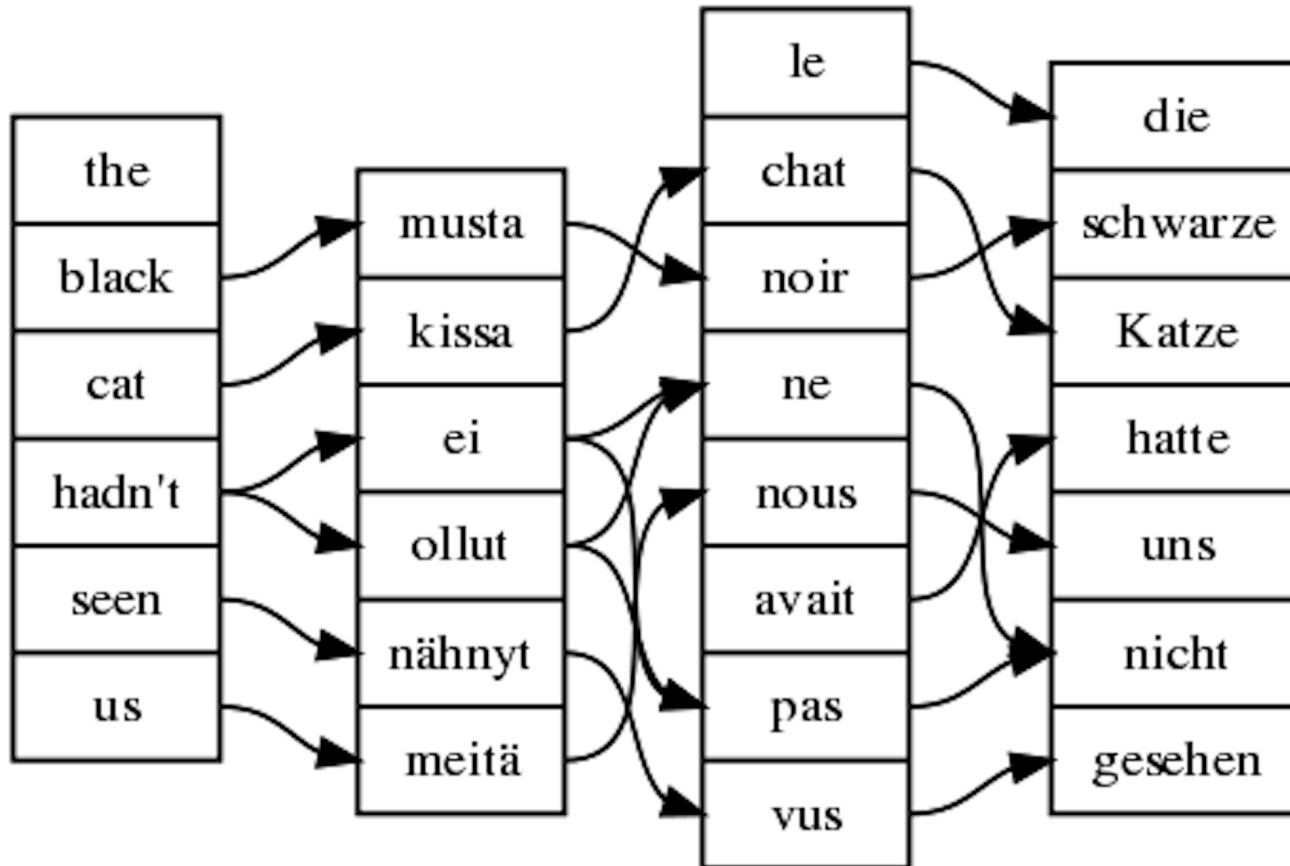 the
black
cat
hadn't
seen
us
musta
kissa
ei
ollut
nähnyt
meitä
le
chat
noir
ne
nous
avait
pas
vus
die
schwarze
Katze
hatte
uns
nicht
gesehen